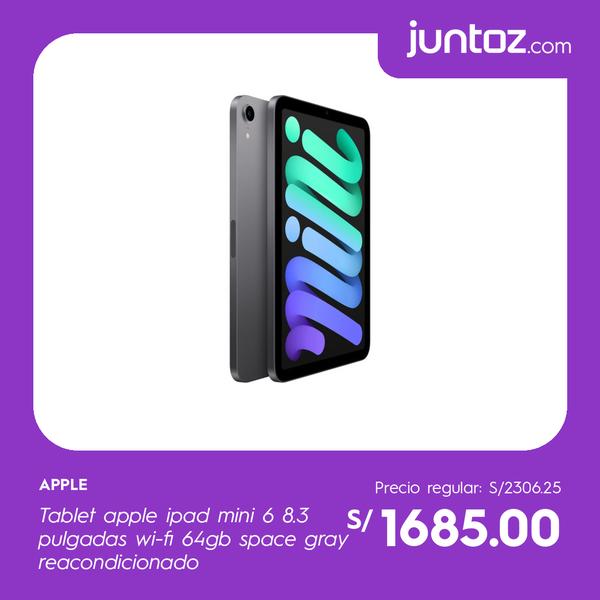 juntoz.com
mini
APPLE
Precio regular: S/2306.25
Tablet apple ipad mini 6 8.3
pulgadas wi-fi 64gb space gray
reacondicionado
S/1685.00